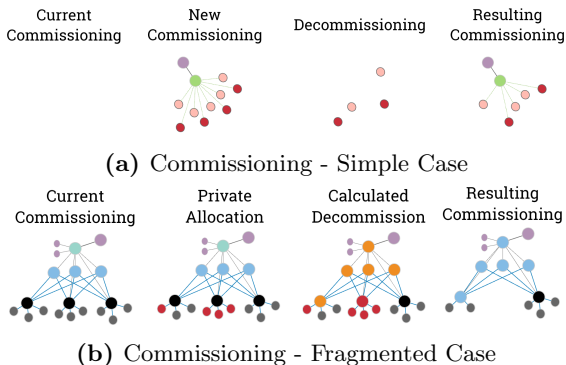 Current
Commissioning
New
Commissioning
Decommissioning
Resulting
Commissioning
(a) Commissioning - Simple Case
Current
Commissioning
Private
Allocation
Calculated
Decommission
Resulting
Commissioning
(b) Commissioning - Fragmented Case